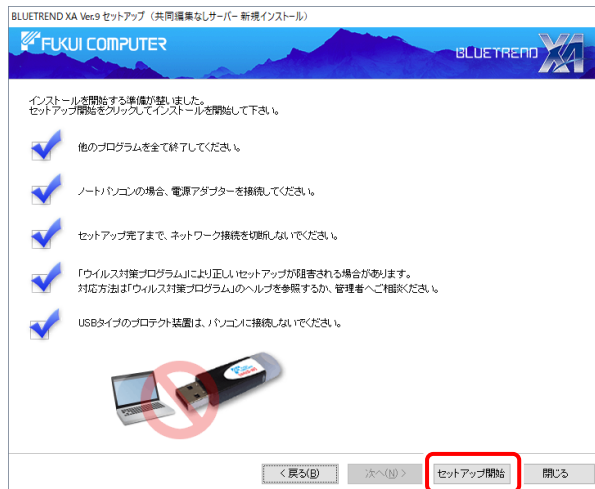 BLUETREND XA Ver.9 セットアップ（共同編集なしサーバー 新規インストール）
FUKUI COMPUTER
BLUETREND XA
インストールを開始する準備が整いました。
セットアップ開始をクリックしてインストールを開始して下さい。
他のプログラムを全て終了してください。
ノートパソコンの場合、電源アダプターを接続してください。
セットアップ完了まで、ネットワーク接続を切断しないでください。
「ウイルス対策プログラム」により正しいセットアップが阻害される場合があります。
対応方法は「ウィルス対策プログラム」のヘルプを参照するか、管理者へご相談ください。
USBタイプのプロテクト装置は、パソコンに接続しないでください。
< 戻る(B) 次へ(N) > セットアップ開始 閉じる